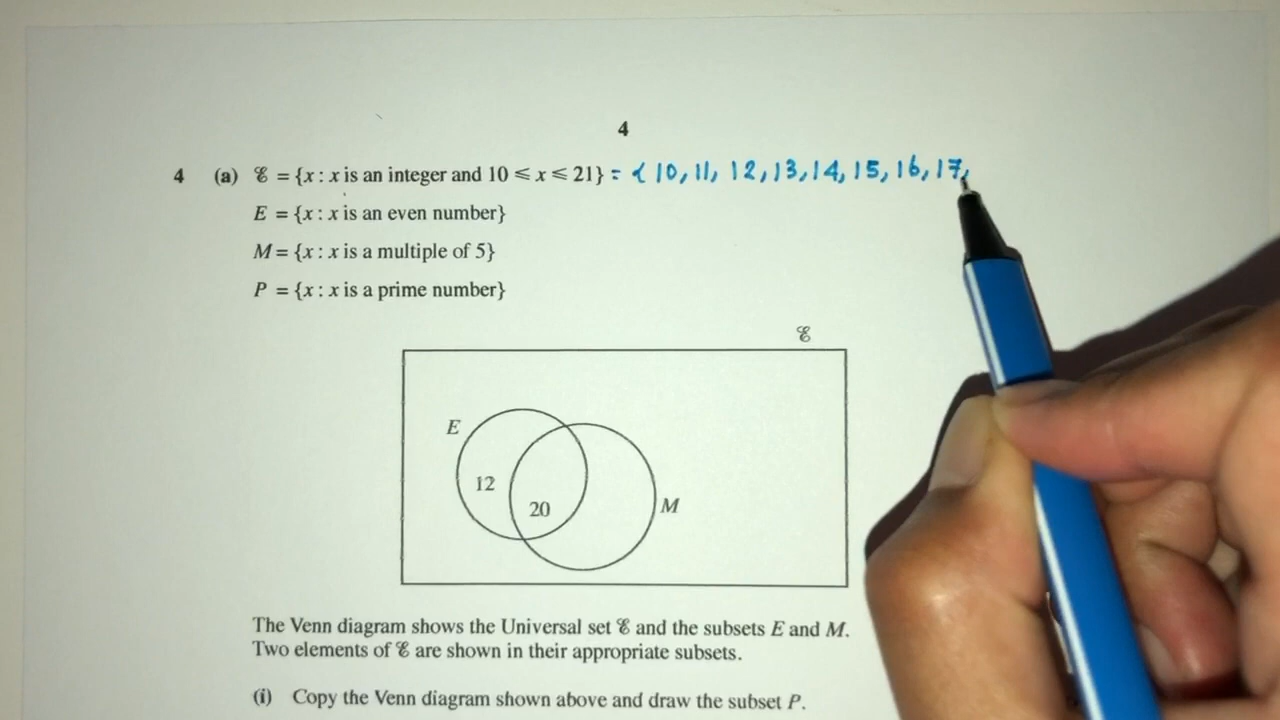 4
4 (a) ℰ = {x : x is an integer and 10 ⩽ x ⩽ 21} = { 10, 11, 12, 13, 14, 15, 16, 17,
E = {x : x is an even number}
M = {x : x is a multiple of 5}
P = {x : x is a prime number}
ℰ
E
12
20
M
The Venn diagram shows the Universal set ℰ and the subsets E and M.
Two elements of ℰ are shown in their appropriate subsets.
(i) Copy the Venn diagram shown above and draw the subset P.